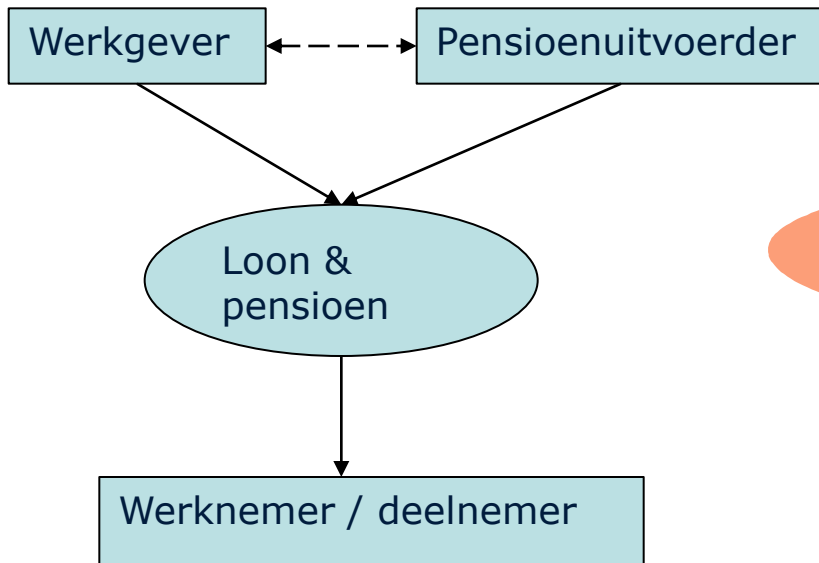 Werkgever
Pensioenuitvoerder
Loon &
pensioen
Werknemer / deelnemer